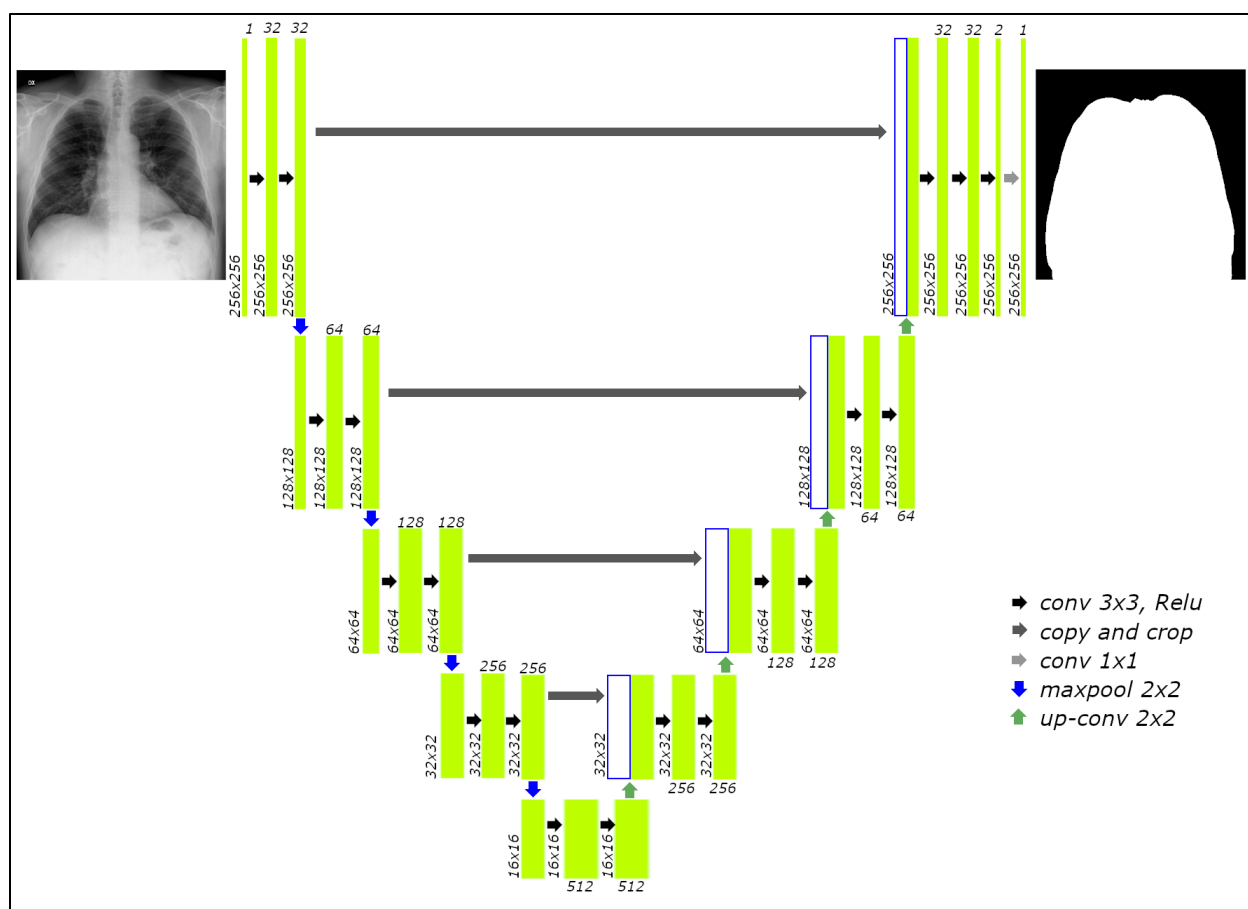 1 32 32
32 32 2 1
DX
256x256 256x256 256x256
256x256 256x256 256x256 256x256 256x256
64 64
128x128 128x128 128x128
128x128 128x128 128x128
64 64
128 128
64x64 64x64 64x64
64x64 64x64 64x64
128 128
256 256
32x32 32x32 32x32
32x32 32x32 32x32
256 256
16x16 16x16 16x16
512 512
conv 3x3, Relu
copy and crop
conv 1x1
maxpool 2x2
up-conv 2x2